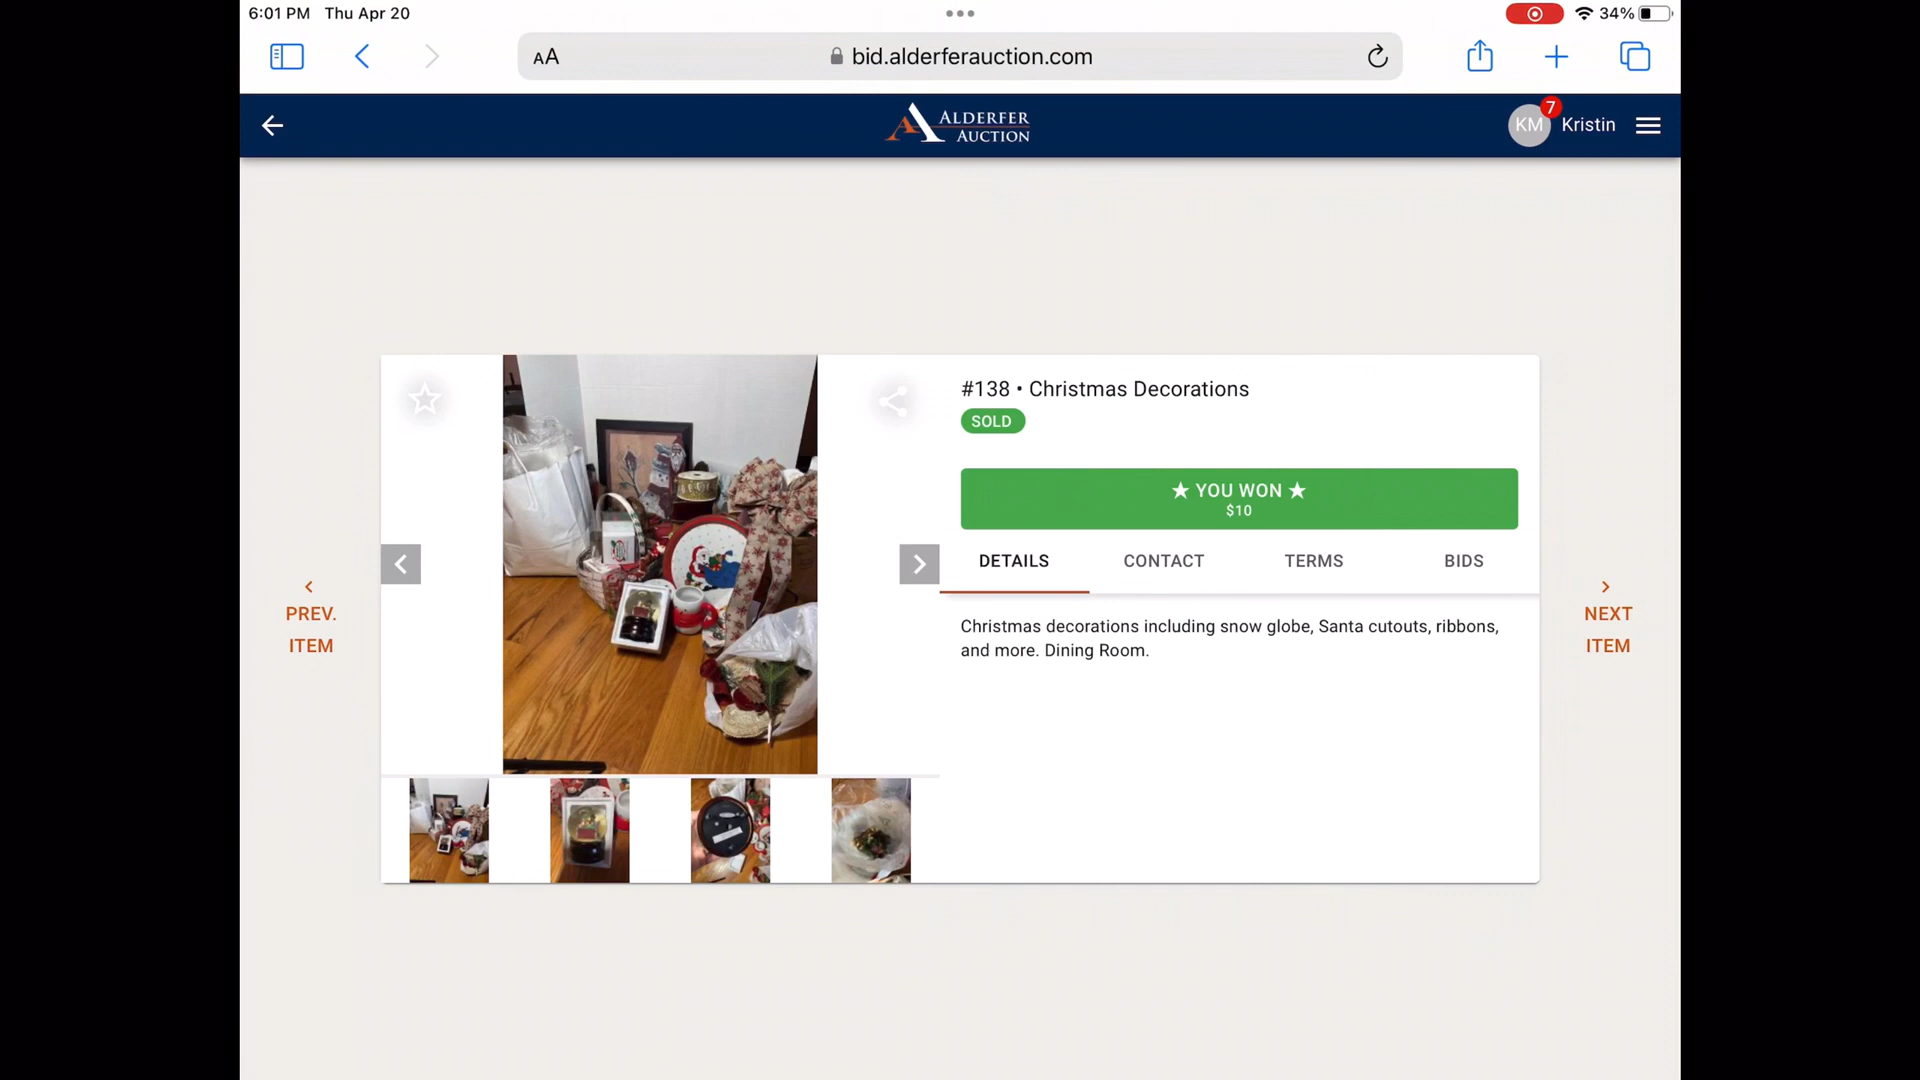 6:01 PM Thu Apr 20
34%
AA
bid.alderferauction.com
ALDERFER
AUCTION
KM
7
Kristin
#138 • Christmas Decorations
SOLD
★ YOU WON ★
$10
DETAILS CONTACT TERMS BIDS
Christmas decorations including snow globe, Santa cutouts, ribbons,
and more. Dining Room.
PREV.
ITEM
NEXT
ITEM